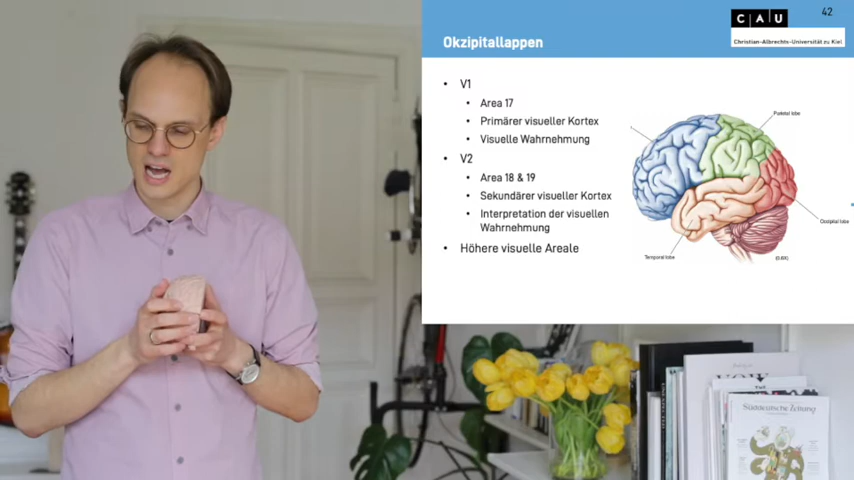 42
CAU
Christian-Albrechts-Universität zu Kiel
Okzipitallappen
• V1
• Area 17
• Primärer visueller Kortex
• Visuelle Wahrnehmung
• V2
• Area 18 & 19
• Sekundärer visueller Kortex
• Interpretation der visuellen
Wahrnehmung
• Höhere visuelle Areale
Parietal lobe
Occipital lobe
Temporal lobe
(0.6X)
Süddeutsche Zeitung